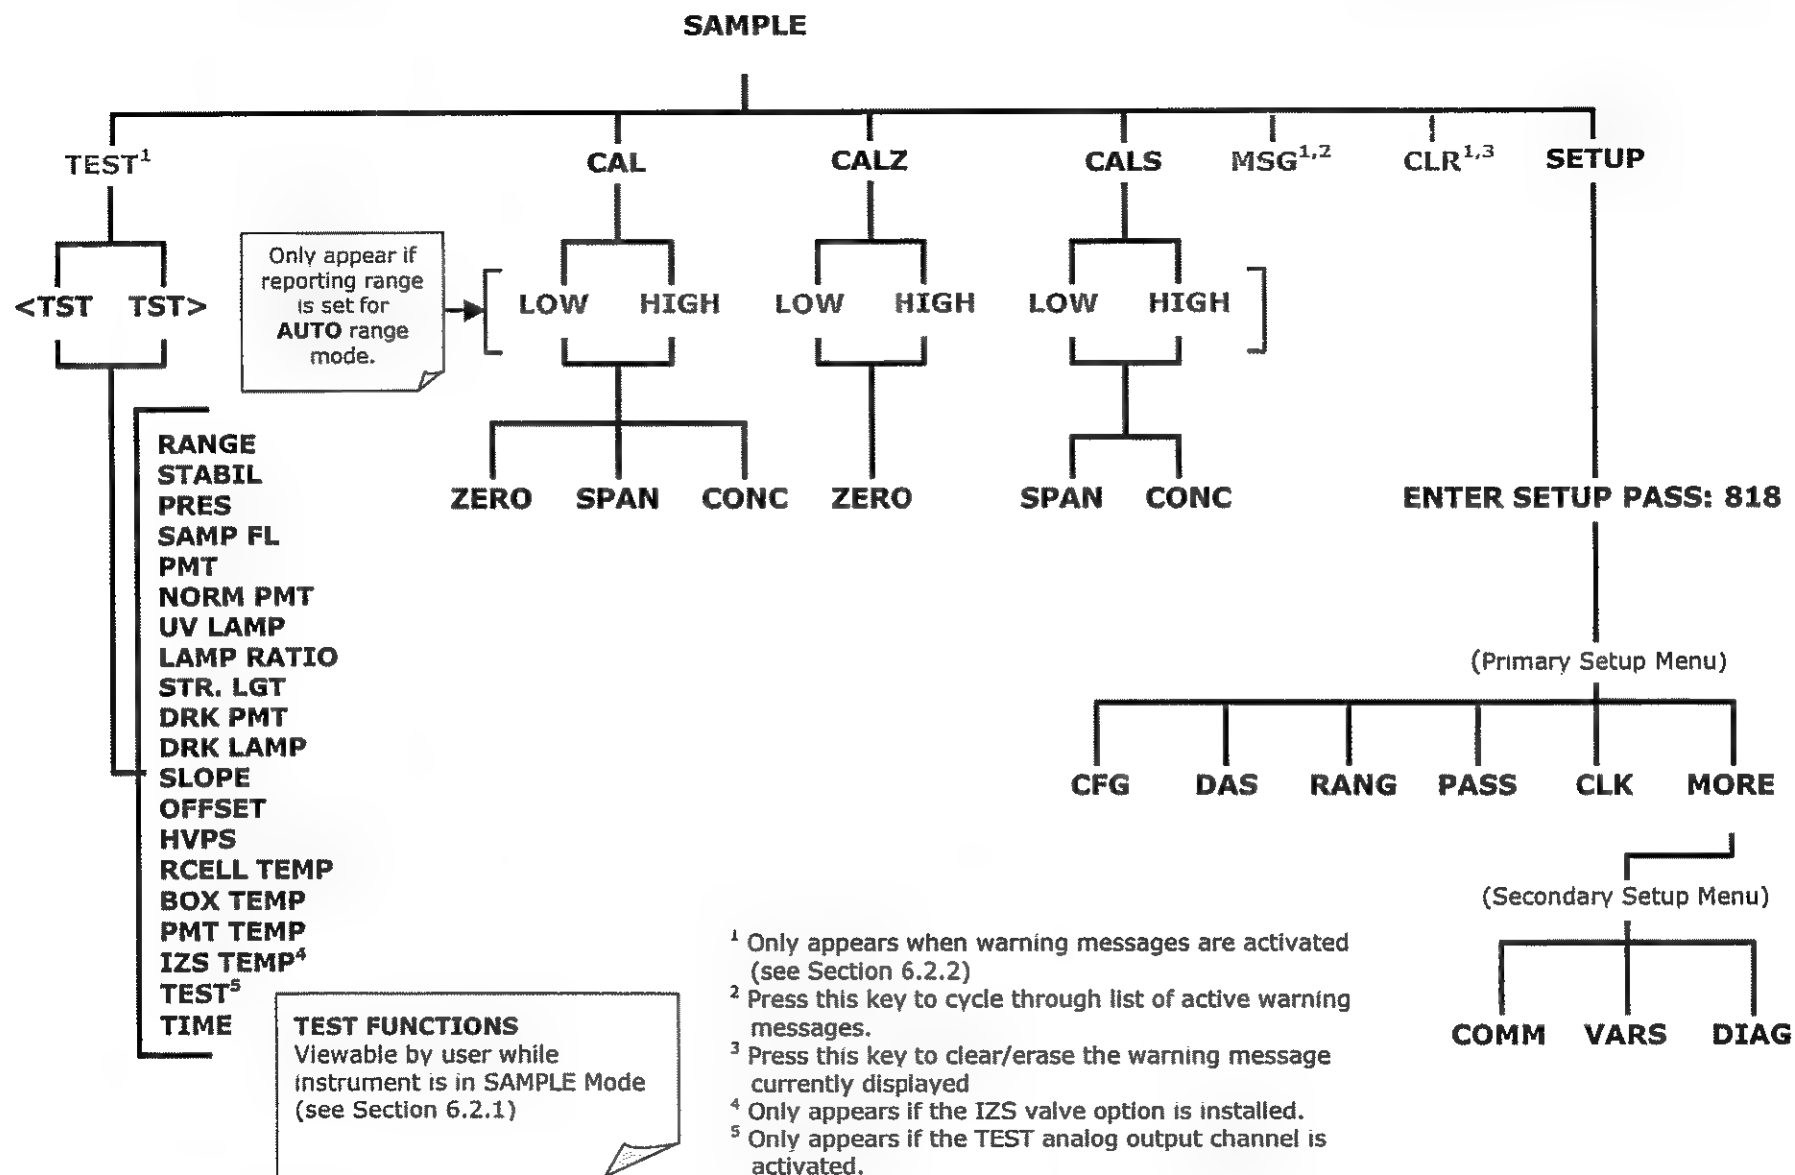 SAMPLE
TEST1 CAL CALZ CALS MSG1,2 CLR1,3 SETUP
<TST TST>
Only appear if
reporting range
is set for
AUTO range
mode.
LOW HIGH LOW HIGH LOW HIGH
ZERO SPAN CONC ZERO SPAN CONC
ENTER SETUP PASS: 818
RANGE
STABIL
PRES
SAMP FL
PMT
NORM PMT
UV LAMP
LAMP RATIO
STR. LGT
DRK PMT
DRK LAMP
SLOPE
OFFSET
HVPS
RCELL TEMP
BOX TEMP
PMT TEMP
IZS TEMP4
TEST5
TIME
(Primary Setup Menu)
CFG DAS RANG PASS CLK MORE
(Secondary Setup Menu)
COMM VARS DIAG
TEST FUNCTIONS
Viewable by user while
instrument is in SAMPLE Mode
(see Section 6.2.1)
1 Only appears when warning messages are activated
(see Section 6.2.2)
2 Press this key to cycle through list of active warning
messages.
3 Press this key to clear/erase the warning message
currently displayed
4 Only appears if the IZS valve option is installed.
5 Only appears if the TEST analog output channel is
activated.